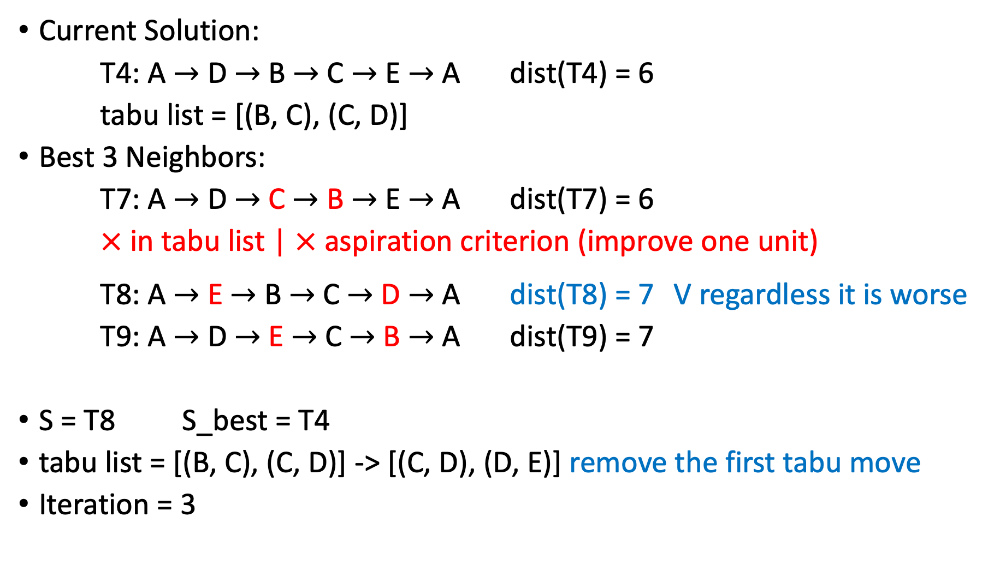 • Current Solution:
T4: A → D → B → C → E → A dist(T4) = 6
tabu list = [(B, C), (C, D)]
• Best 3 Neighbors:
T7: A → D → C → B → E → A dist(T7) = 6
× in tabu list | × aspiration criterion (improve one unit)
T8: A → E → B → C → D → A dist(T8) = 7 V regardless it is worse
T9: A → D → E → C → B → A dist(T9) = 7
• S = T8 S_best = T4
• tabu list = [(B, C), (C, D)] -> [(C, D), (D, E)] remove the first tabu move
• Iteration = 3